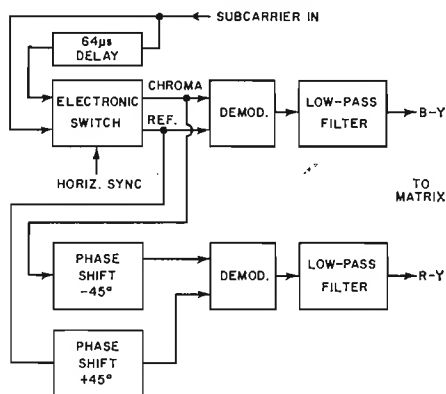 SUBCARRIER IN
64µs
DELAY
ELECTRONIC
SWITCH
CHROMA
REF.
DEMOD.
LOW-PASS
FILTER
B-Y
HORIZ. SYNC
TO
MATRIX
PHASE
SHIFT
-45°
DEMOD.
LOW-PASS
FILTER
R-Y
PHASE
SHIFT
+45°